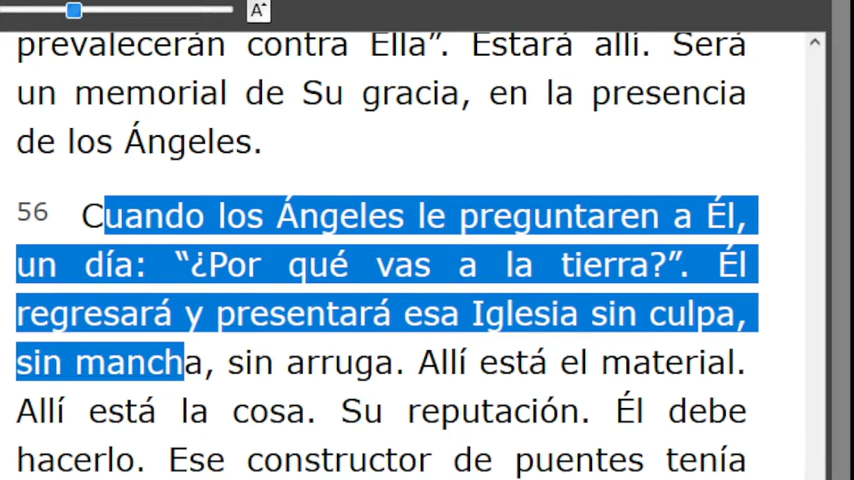 A
prevalecerán contra Ella”. Estará allí. Será
un memorial de Su gracia, en la presencia
de los Ángeles.
56 Cuando los Ángeles le preguntaren a Él,
un día: “¿Por qué vas a la tierra?”. Él
regresará y presentará esa Iglesia sin culpa,
sin mancha, sin arruga. Allí está el material.
Allí está la cosa. Su reputación. Él debe
hacerlo. Ese constructor de puentes tenía